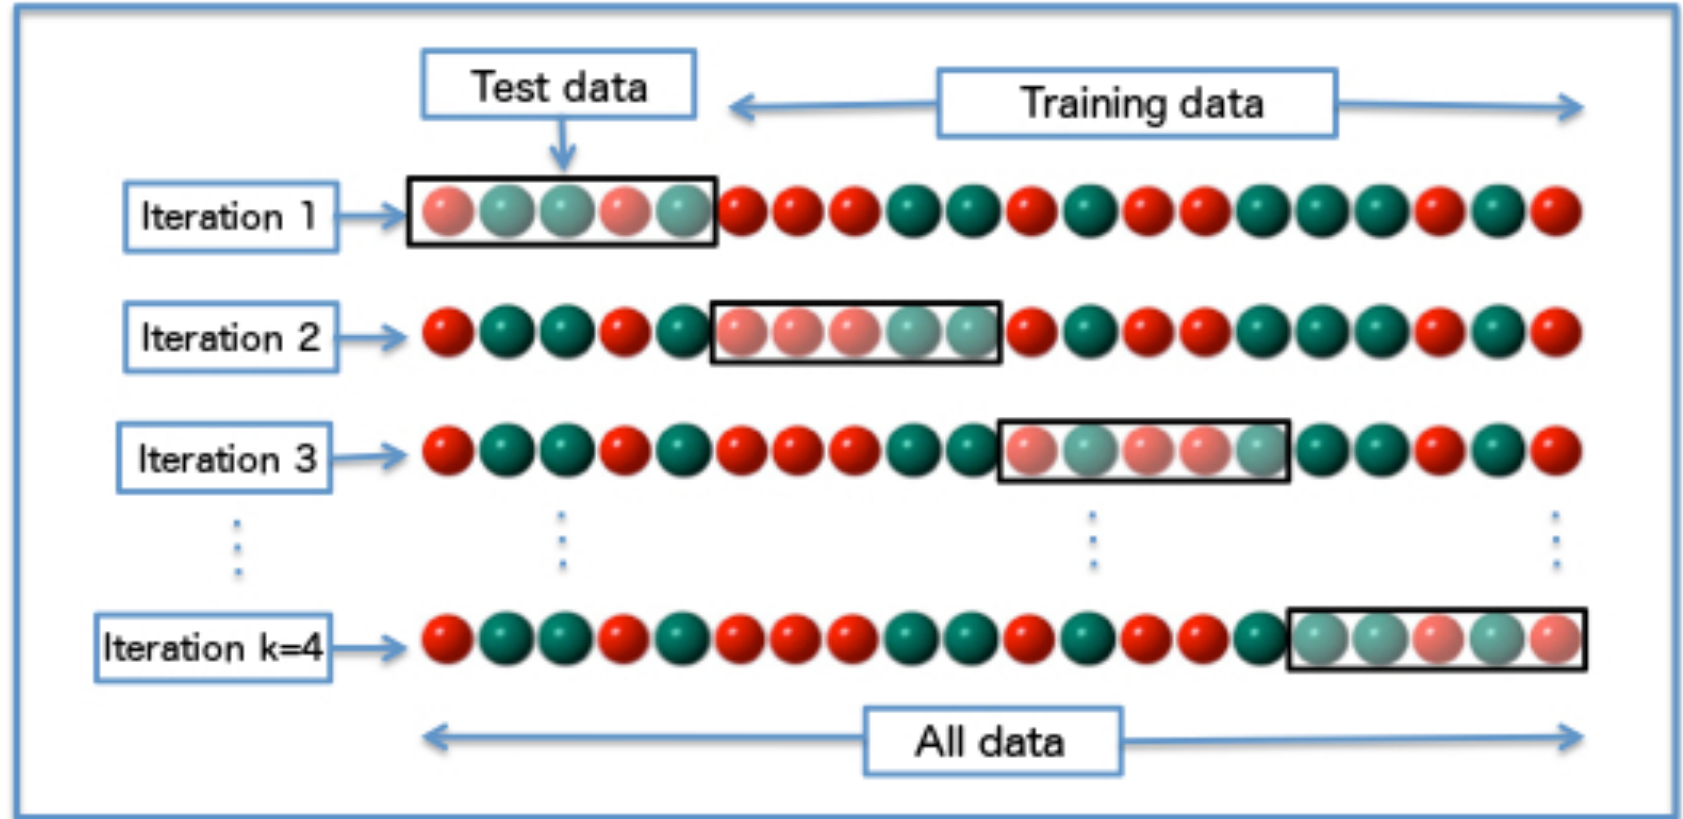 Test data
Training data
Iteration 1
Iteration 2
Iteration 3
Iteration k=4
All data